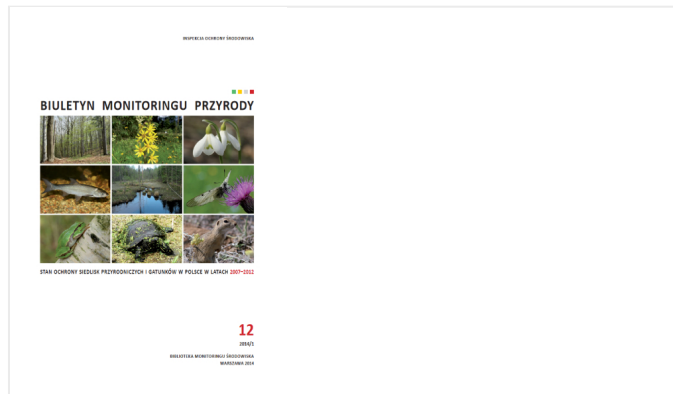 INSPEKCJA OCHRONY ŚRODOWISKA
BIULETYN MONITORINGU PRZYRODY
STAN OCHRONY SIEDLISK PRZYRODNICZYCH I GATUNKÓW W POLSCE W LATACH 2007–2012
12
2014/1
BIBLIOTEKA MONITORINGU ŚRODOWISKA
WARSZAWA 2014